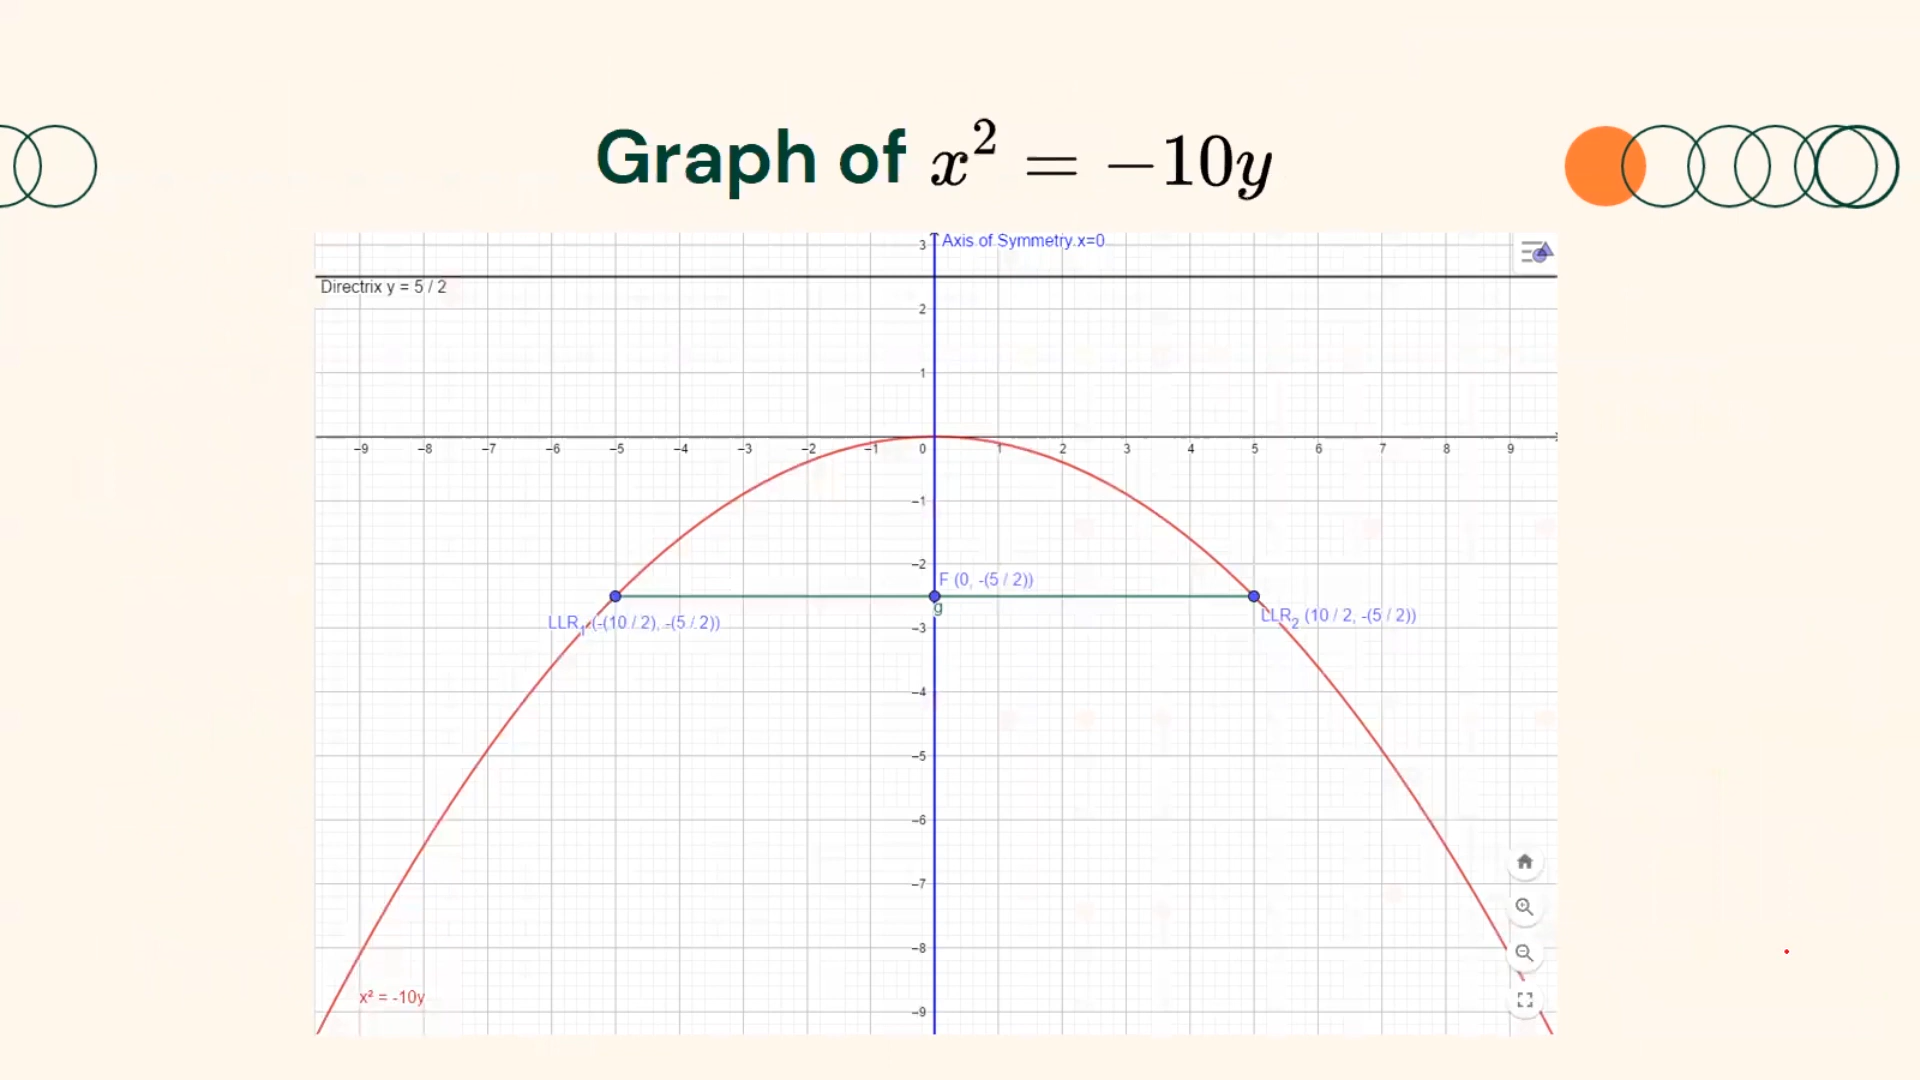 Graph of x² = −10y
3
Axis of Symmetry x=0
Directrix y = 5 / 2
2
1
−9 −8 −7 −6 −5 −4 −3 −2 −1 0 1 2 3 4 5 6 7 8 9
−1
−2
F (0, -(5 / 2))
g
LLR₁ (-(10 / 2), -(5 / 2))
LLR₂ (10 / 2, -(5 / 2))
−3
−4
−5
−6
−7
−8
x² = -10y
−9